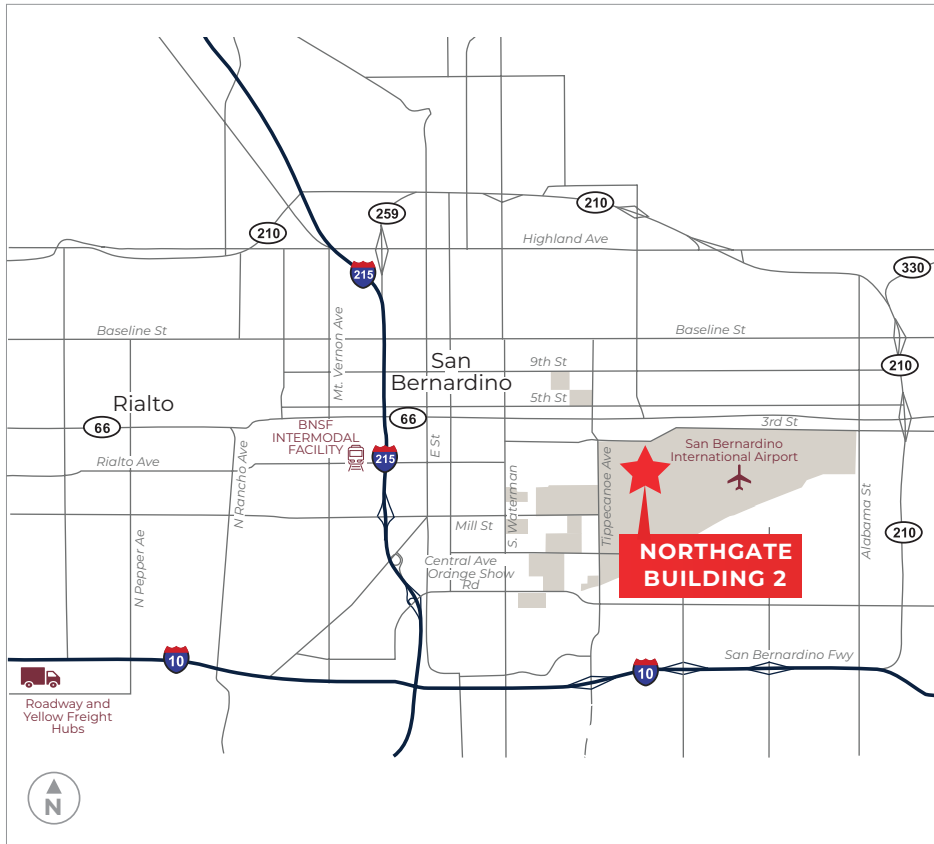 259
210
210
Highland Ave
330
215
Baseline St
Mt. Vernon Ave
Baseline St
San
Bernardino
9th St
210
5th St
Rialto
66
66
3rd St
BNSF
INTERMODAL
FACILITY
E St
San Bernardino
International Airport
Rialto Ave
215
N Rancho Ave
S. Waterman
Tippecanoe Ave
Alabama St
Mill St
210
N Pepper Ae
NORTHGATE
BUILDING 2
Central Ave
Orange Show
Rd
10
10
San Bernardino Fwy
Roadway and
Yellow Freight
Hubs
N